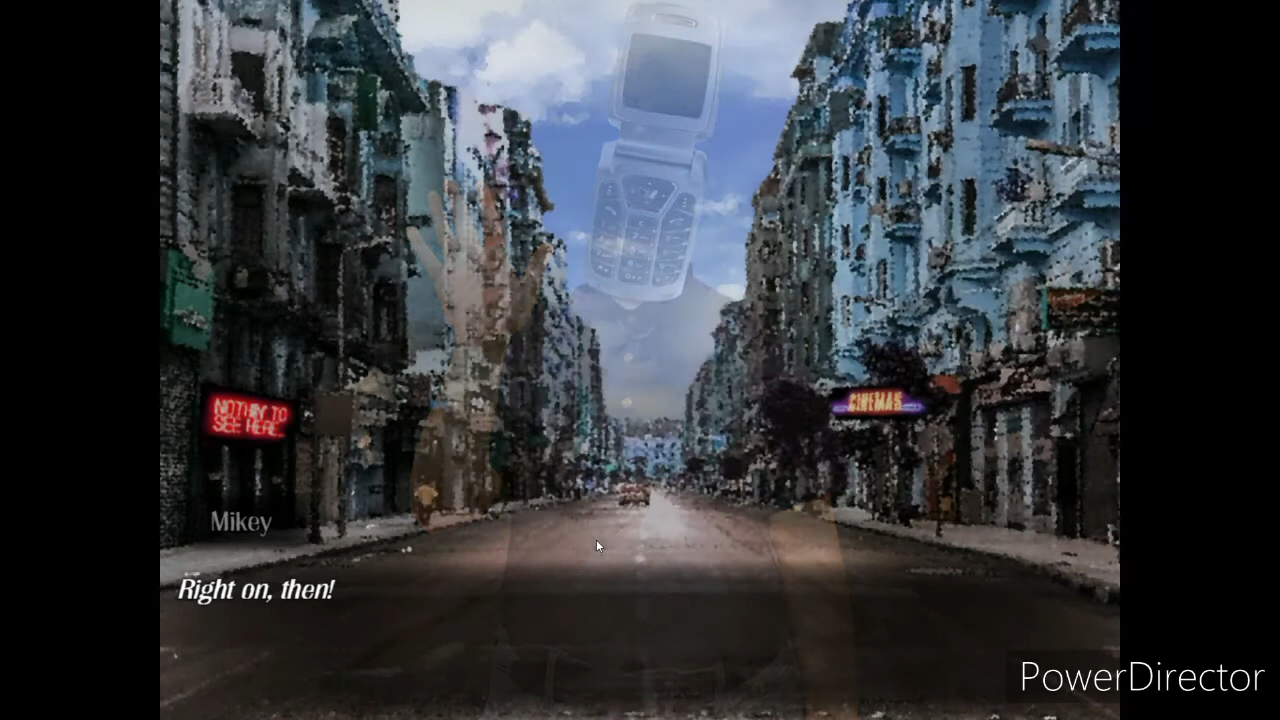 NOTHIN' TO
SEE HERE.
CINEMAS
Mikey
Right on, then!
PowerDirector